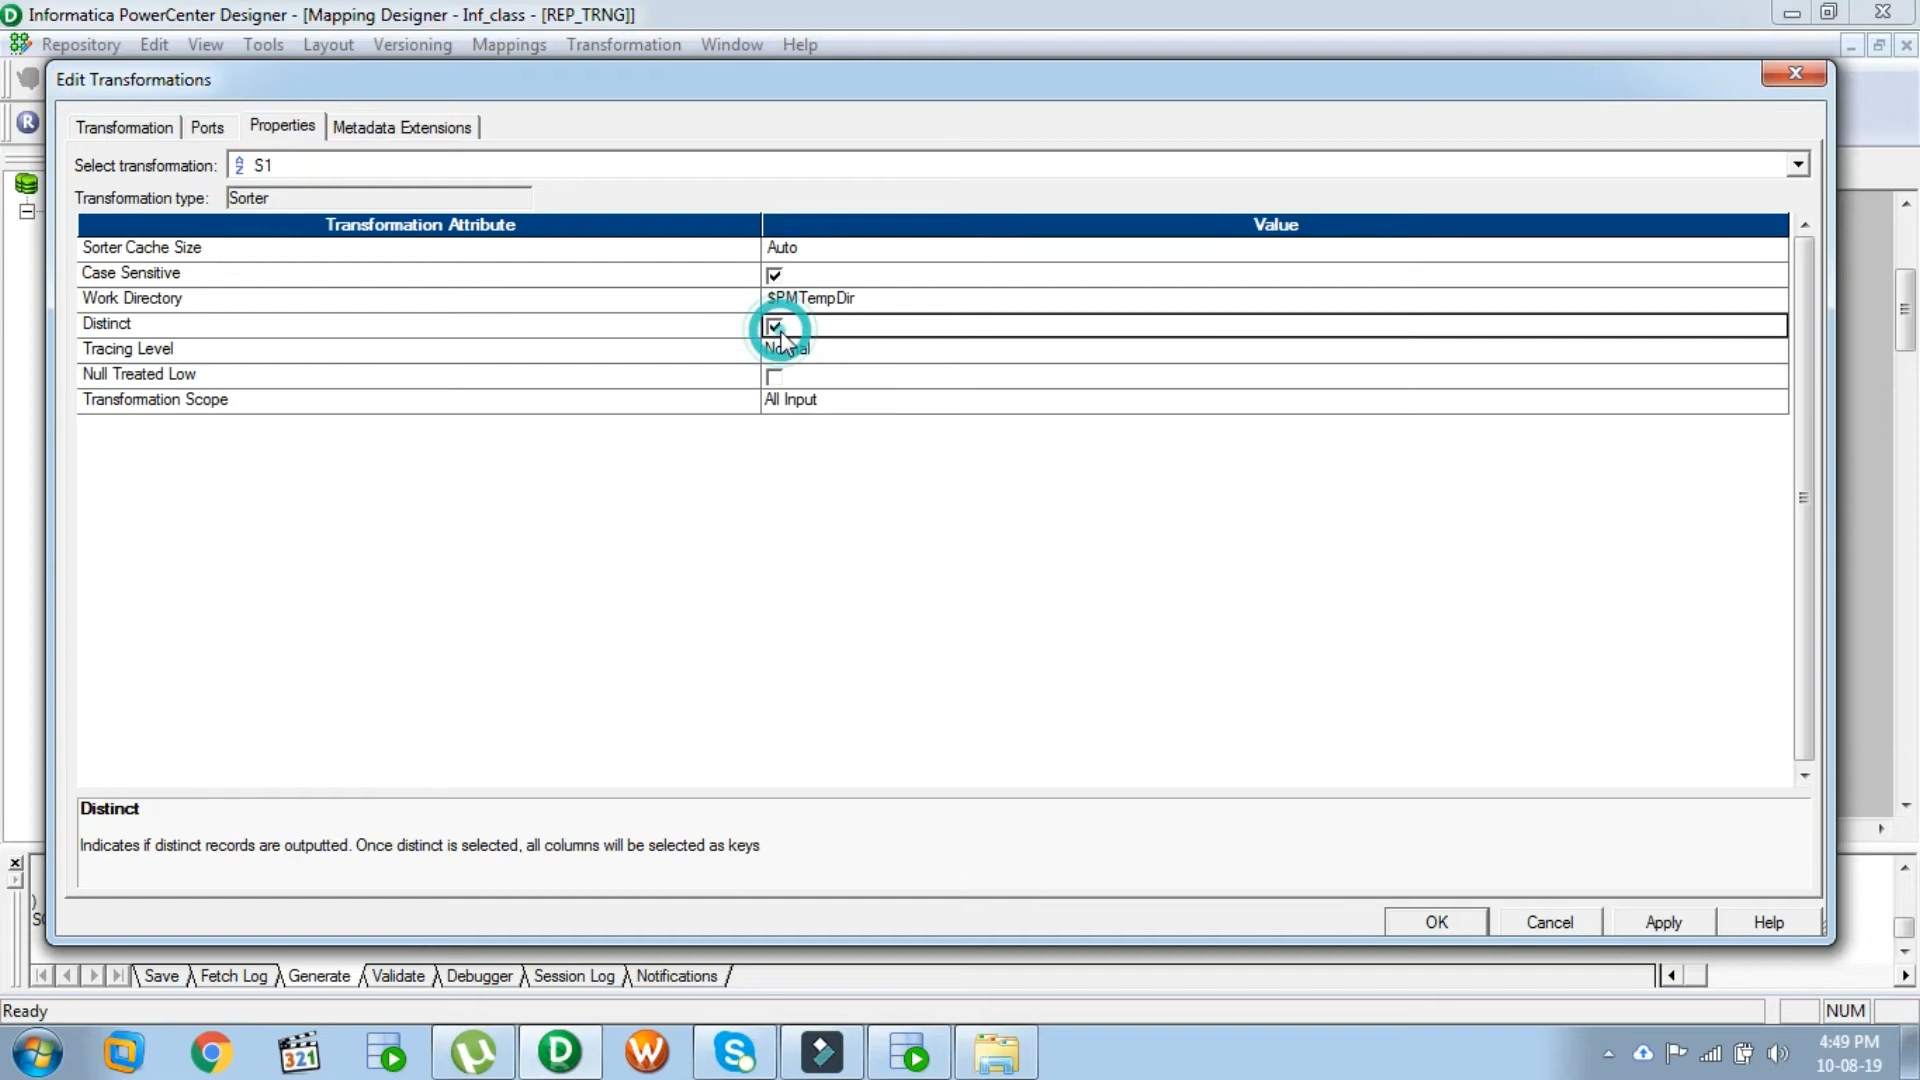 Informatica PowerCenter Designer - [Mapping Designer - Inf_class - [REP_TRNG]]
Repository Edit View Tools Layout Versioning Mappings Transformation Window Help
Edit Transformations
R
Transformation Ports Properties Metadata Extensions
Select transformation: S1
Transformation type: Sorter
Transformation Attribute Value
Sorter Cache Size Auto
Case Sensitive
Work Directory $PMTempDir
Distinct
Tracing Level
Null Treated Low
Transformation Scope All Input
Distinct
Indicates if distinct records are outputted. Once distinct is selected, all columns will be selected as keys
OK Cancel Apply Help
Save Fetch Log Generate Validate Debugger Session Log Notifications
Ready NUM
321
4:49 PM
10-08-19